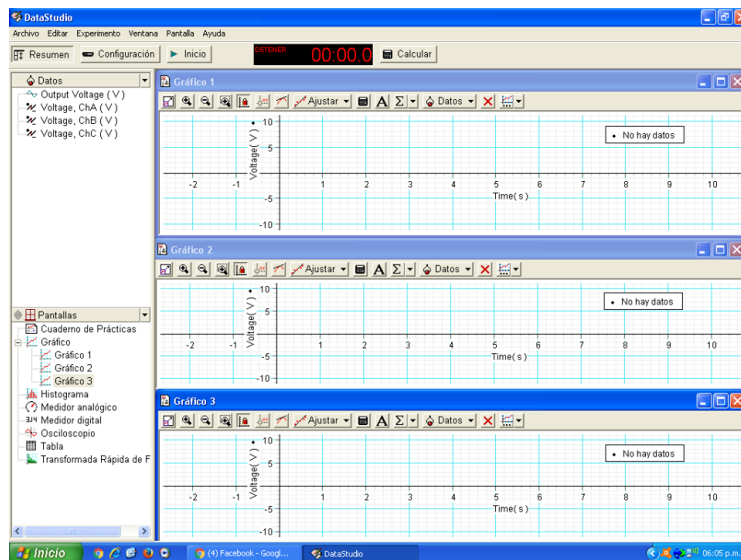 DataStudio
Archivo Editar Experimento Ventana Pantalla Ayuda
Resumen Configuración Inicio DETENER 00:00.0 Calcular
Datos
Output Voltage ( V )
Voltage, ChA ( V )
Voltage, ChB ( V )
Voltage, ChC ( V )
Pantallas
Cuaderno de Prácticas
Gráfico
Gráfico 1
Gráfico 2
Gráfico 3
Histograma
Medidor analógico
3.14 Medidor digital
Osciloscopio
Tabla
Transformada Rápida de F
Gráfico 1
Ajustar A Σ Datos
Voltage( V )
10
5
-5
-10
-2 -1 1 2 3 4 5 6 7 8 9 10
Time( s )
No hay datos
Gráfico 2
Ajustar A Σ Datos
Voltage( V )
10
5
-5
-10
-2 -1 1 2 3 4 5 6 7 8 9 10
Time( s )
No hay datos
Gráfico 3
Ajustar A Σ Datos
Voltage( V )
10
5
-5
-10
-2 -1 1 2 3 4 5 6 7 8 9 10
Time( s )
No hay datos
Inicio (4) Facebook - Googl... DataStudio 06:05 p.m.